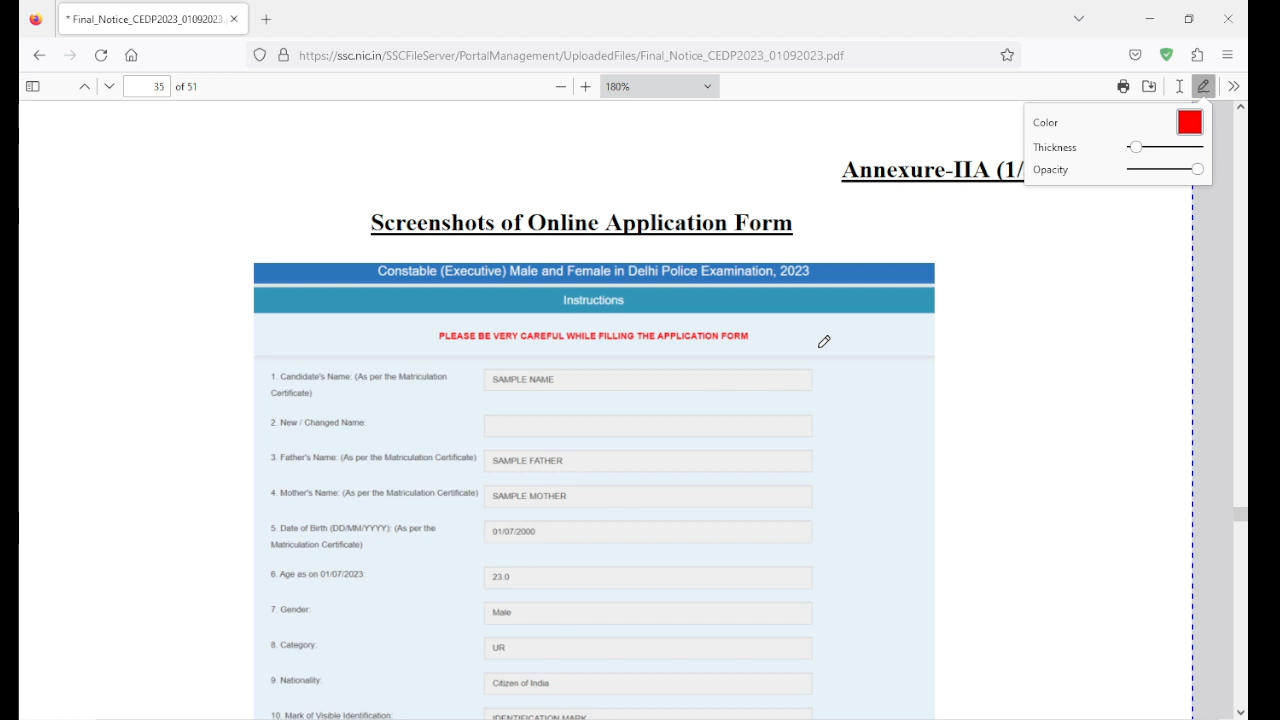 * Final_Notice_CEDP2023_01092023.
https://ssc.nic.in/SSCFileServer/PortalManagement/UploadedFiles/Final_Notice_CEDP2023_01092023.pdf
35 of 51
180%
Color
Thickness
Opacity
Annexure-IIA (1/
Screenshots of Online Application Form
Constable (Executive) Male and Female in Delhi Police Examination, 2023
Instructions
PLEASE BE VERY CAREFUL WHILE FILLING THE APPLICATION FORM
1. Candidate's Name: (As per the Matriculation
Certificate)
SAMPLE NAME
2. New / Changed Name:
3. Father's Name: (As per the Matriculation Certificate)
SAMPLE FATHER
4. Mother's Name: (As per the Matriculation Certificate)
SAMPLE MOTHER
5. Date of Birth (DD/MM/YYYY): (As per the
Matriculation Certificate)
01/07/2000
6. Age as on 01/07/2023:
23.0
7. Gender:
Male
8. Category:
UR
9. Nationality:
Citizen of India
10. Mark of Visible Identification:
IDENTIFICATION MARK